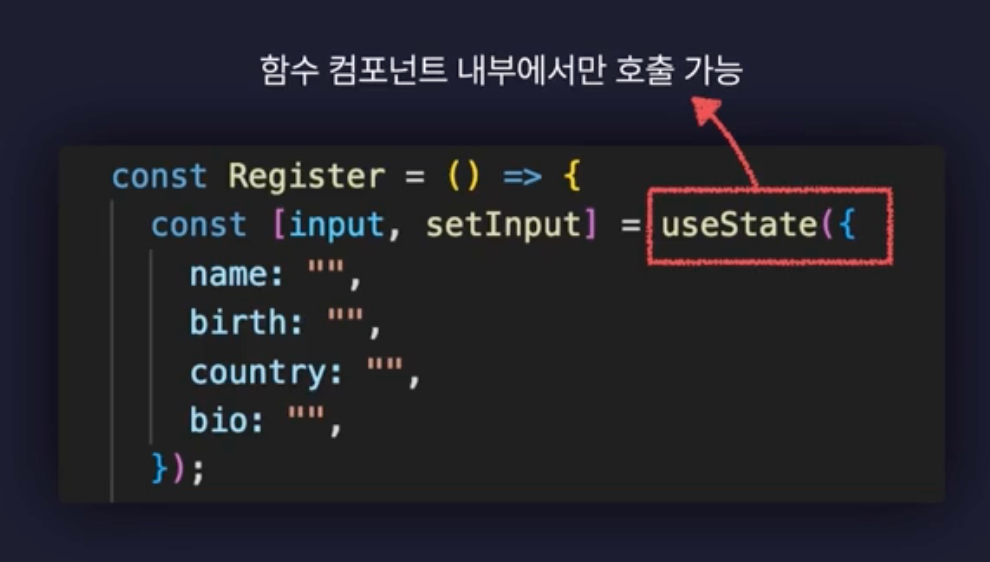 함수 컴포넌트 내부에서만 호출 가능
const Register = () => {
const [input, setInput] = useState({
name: "",
birth: "",
country: "",
bio: "",
});